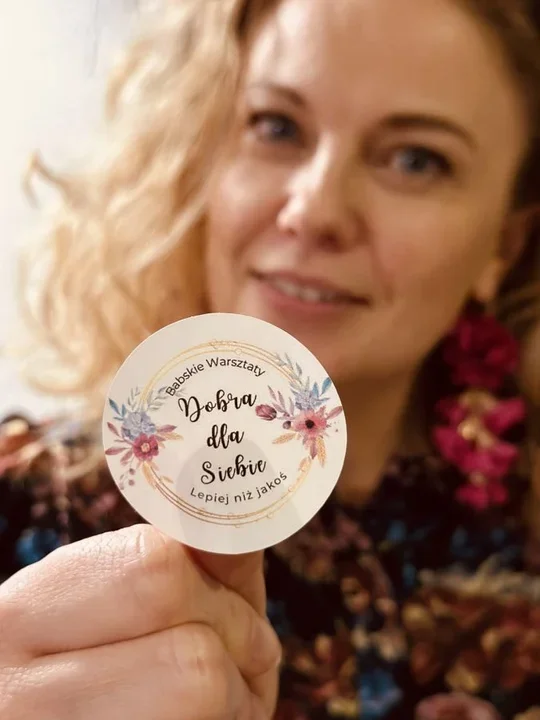 Babskie Warsztaty
Dobra
dla
Siebie
Lepiej niż jakoś